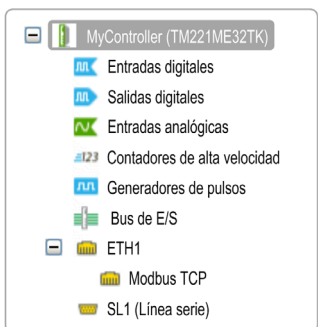 MyController (TM221ME32TK)
Entradas digitales
Salidas digitales
Entradas analógicas
123 Contadores de alta velocidad
Generadores de pulsos
Bus de E/S
ETH1
Modbus TCP
SL1 (Línea serie)